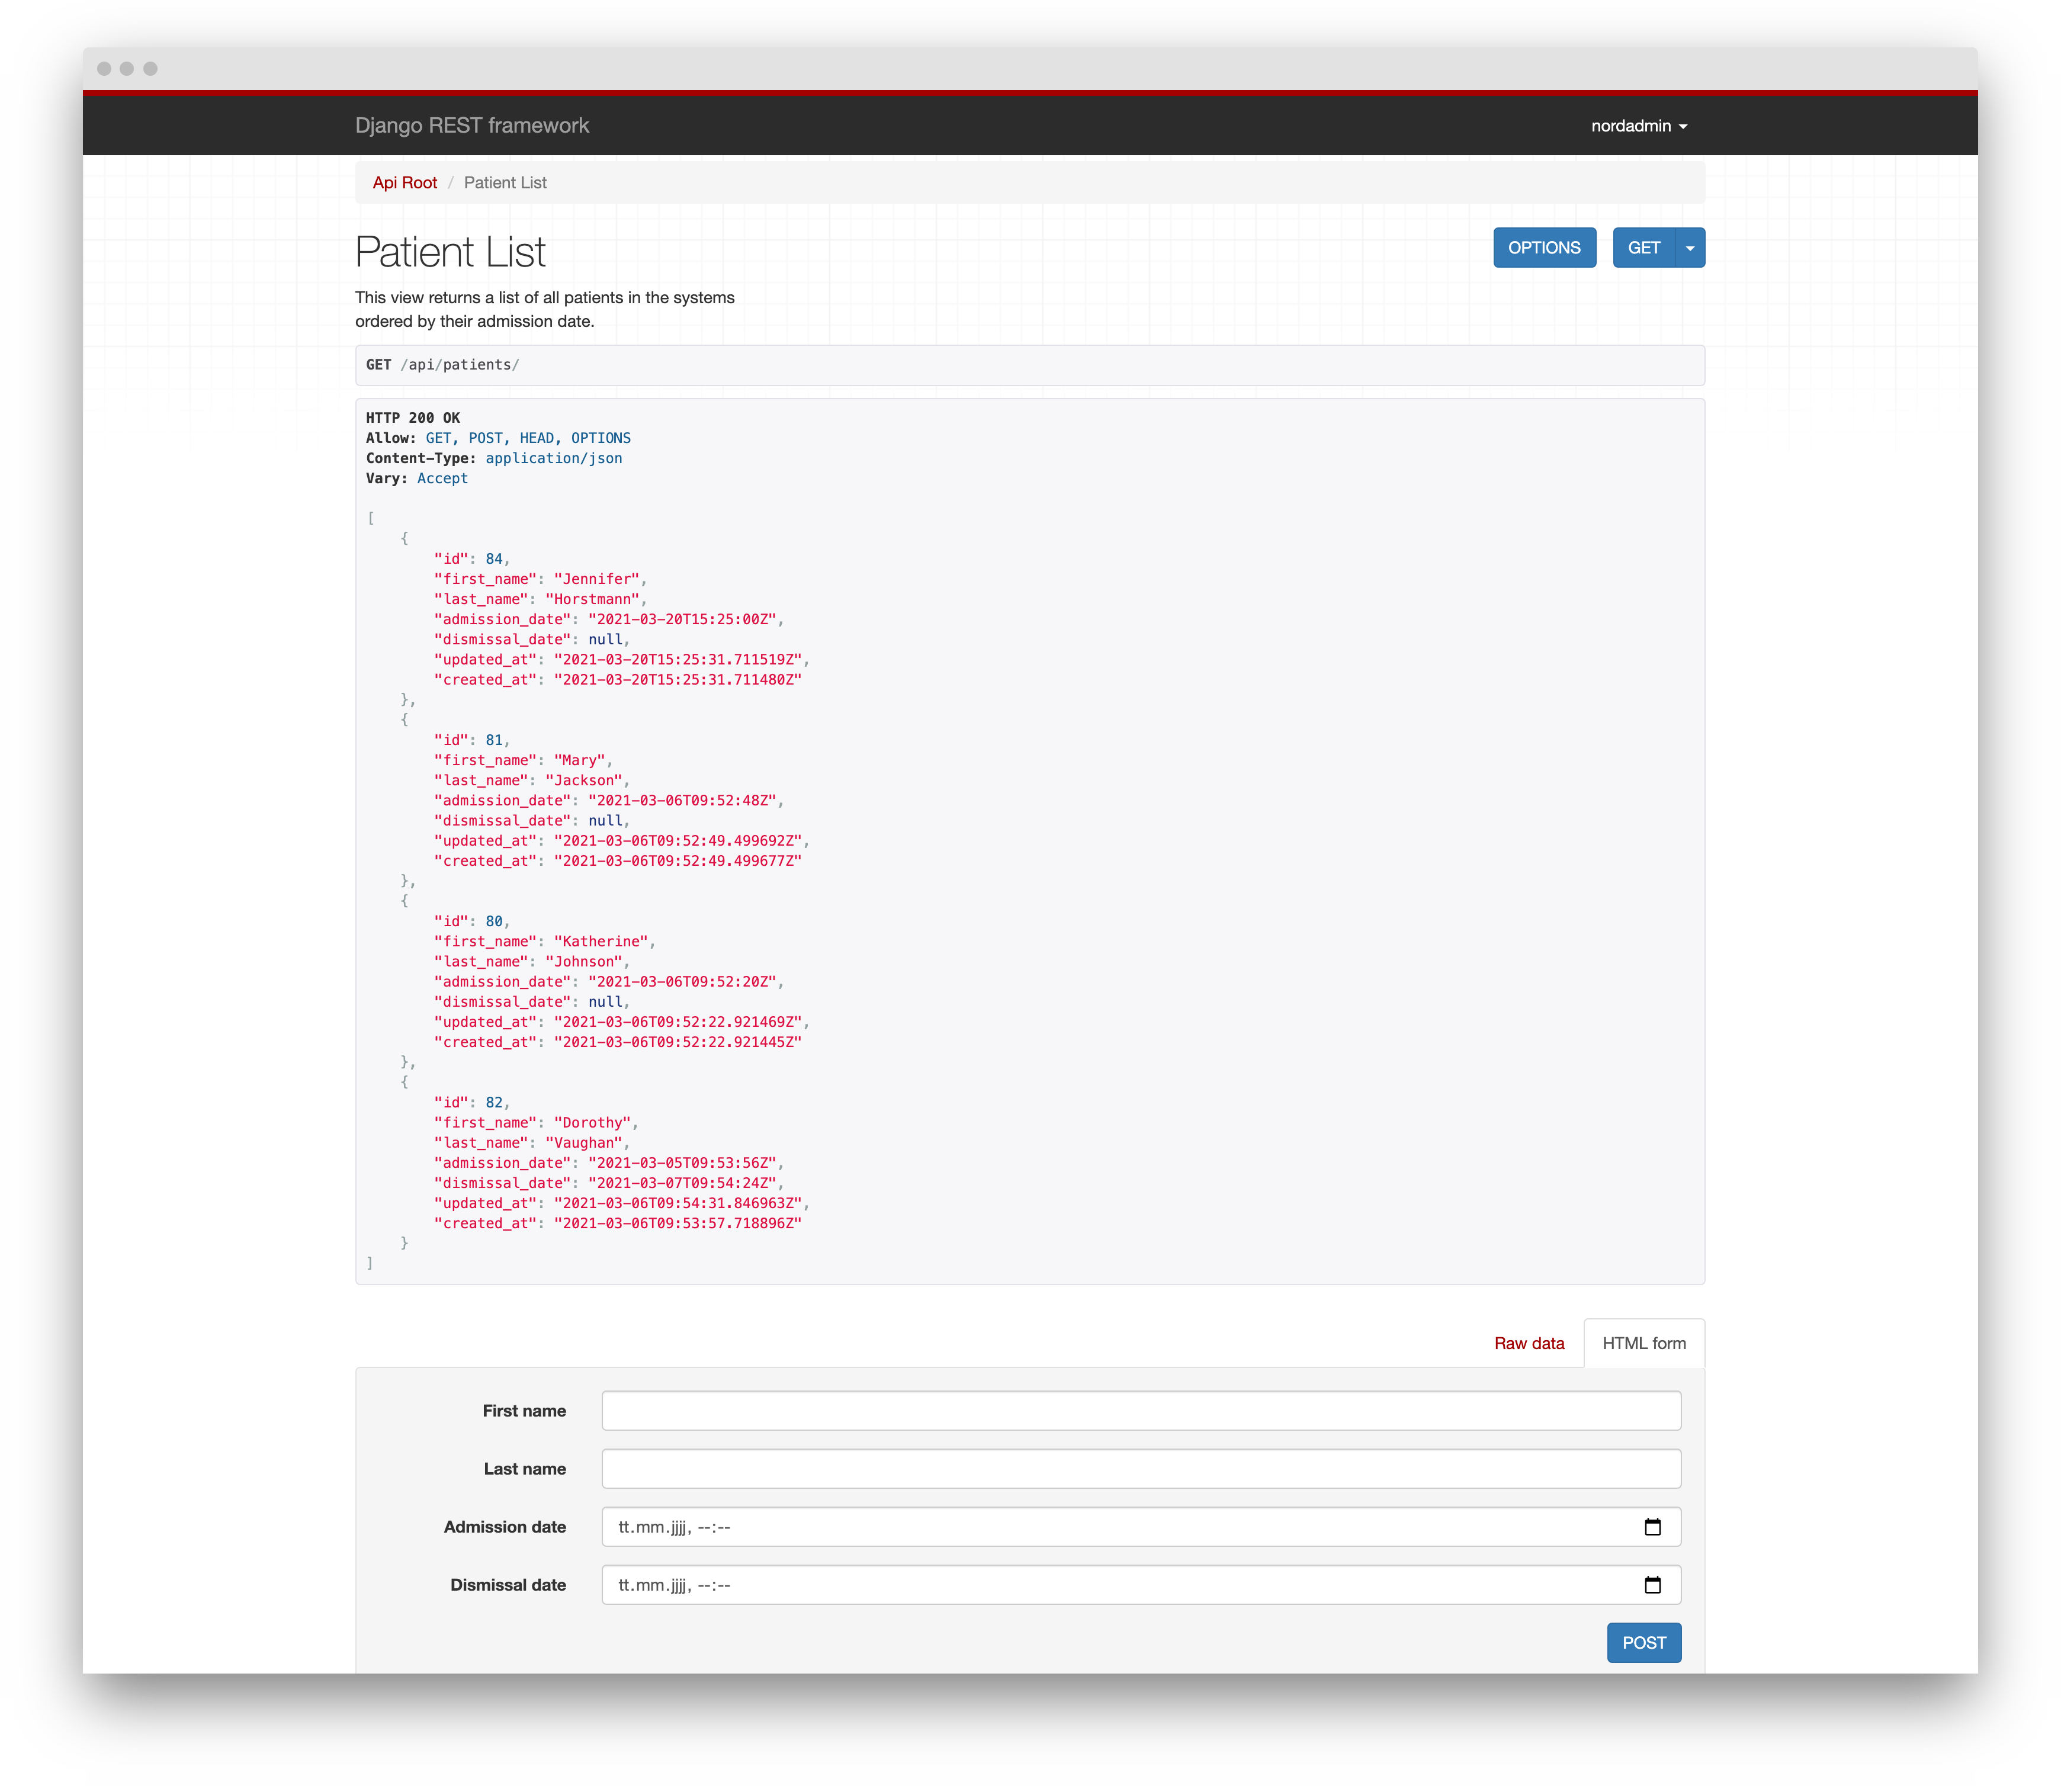 Django REST framework
nordadmin
Api Root / Patient List
Patient List
OPTIONS
GET
This view returns a list of all patients in the systems
ordered by their admission date.
GET /api/patients/
HTTP 200 OK
Allow: GET, POST, HEAD, OPTIONS
Content-Type: application/json
Vary: Accept
[
    {
        "id": 84,
        "first_name": "Jennifer",
        "last_name": "Horstmann",
        "admission_date": "2021-03-20T15:25:00Z",
        "dismissal_date": null,
        "updated_at": "2021-03-20T15:25:31.711519Z",
        "created_at": "2021-03-20T15:25:31.711480Z"
    },
    {
        "id": 81,
        "first_name": "Mary",
        "last_name": "Jackson",
        "admission_date": "2021-03-06T09:52:48Z",
        "dismissal_date": null,
        "updated_at": "2021-03-06T09:52:49.499692Z",
        "created_at": "2021-03-06T09:52:49.499677Z"
    },
    {
        "id": 80,
        "first_name": "Katherine",
        "last_name": "Johnson",
        "admission_date": "2021-03-06T09:52:20Z",
        "dismissal_date": null,
        "updated_at": "2021-03-06T09:52:22.921469Z",
        "created_at": "2021-03-06T09:52:22.921445Z"
    },
    {
        "id": 82,
        "first_name": "Dorothy",
        "last_name": "Vaughan",
        "admission_date": "2021-03-05T09:53:56Z",
        "dismissal_date": "2021-03-07T09:54:24Z",
        "updated_at": "2021-03-06T09:54:31.846963Z",
        "created_at": "2021-03-06T09:53:57.718896Z"
    }
]
Raw data
HTML form
First name
Last name
Admission date
tt.mm.jjjj, --:--
Dismissal date
tt.mm.jjjj, --:--
POST